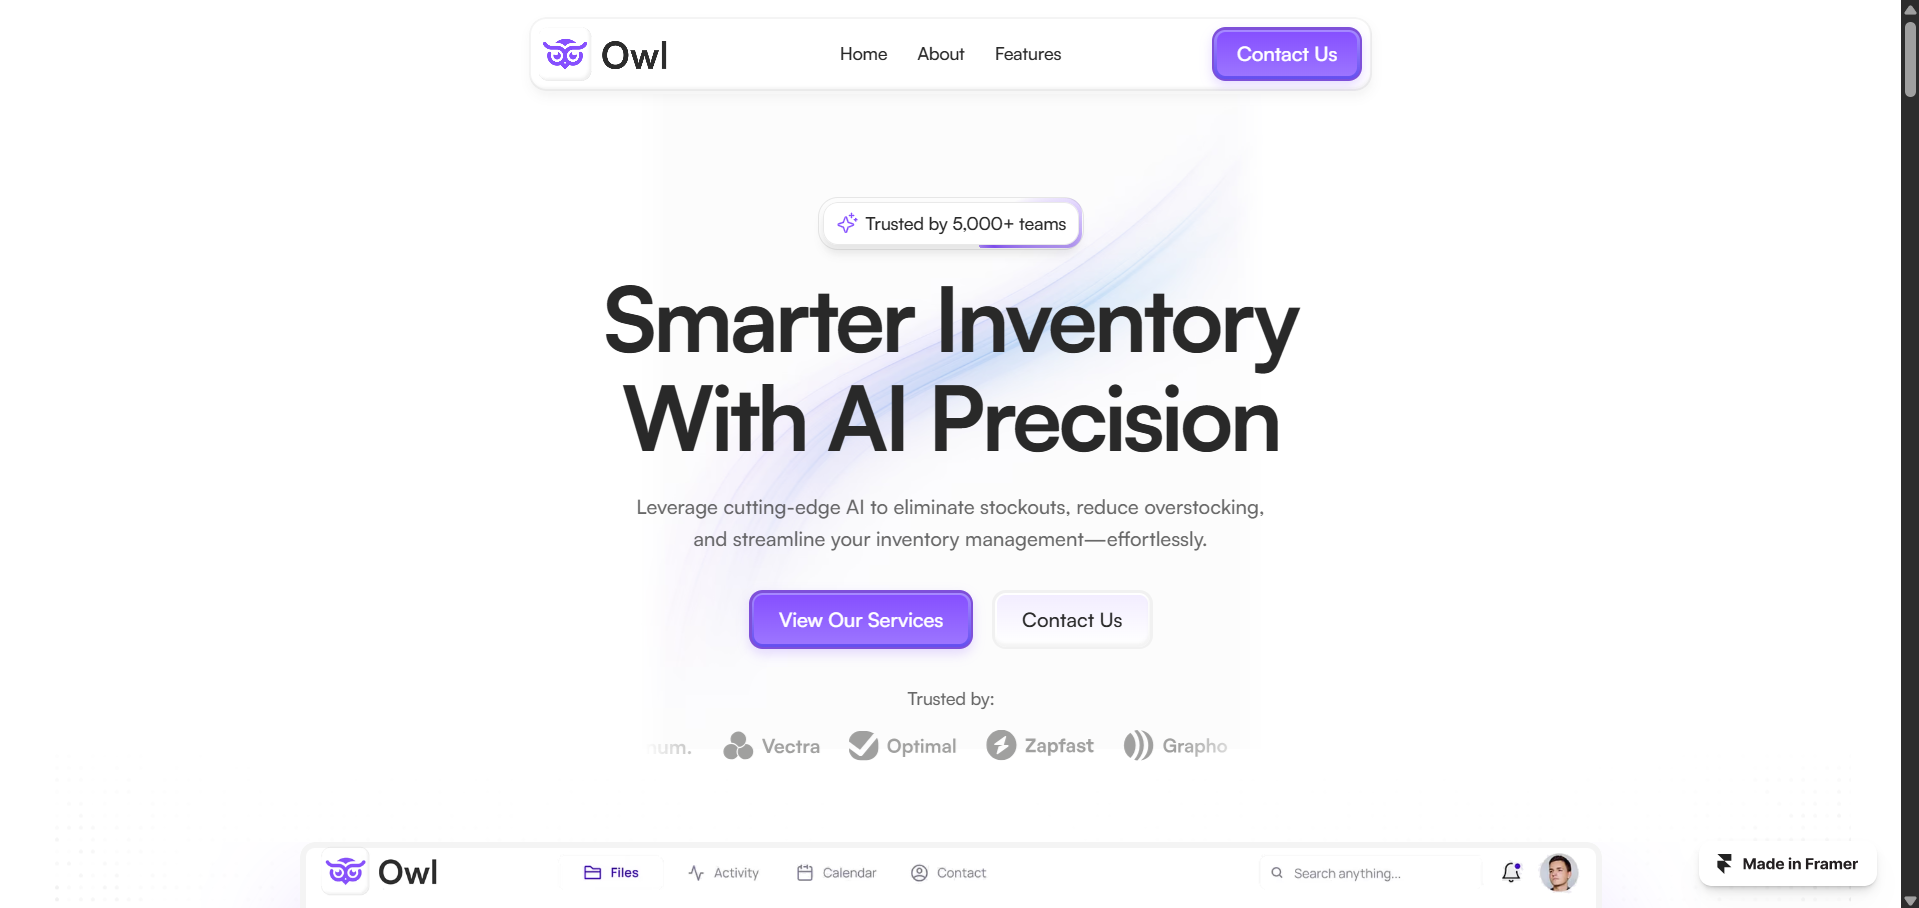 Owl
Home
About
Features
Contact Us
Trusted by 5,000+ teams
Smarter Inventory
With AI Precision
Leverage cutting-edge AI to eliminate stockouts, reduce overstocking,
and streamline your inventory management—effortlessly.
View Our Services
Contact Us
Trusted by:
Vectra
Optimal
Zapfast
Grapho
Owl
Files
Activity
Calendar
Contact
Search anything...
Made in Framer